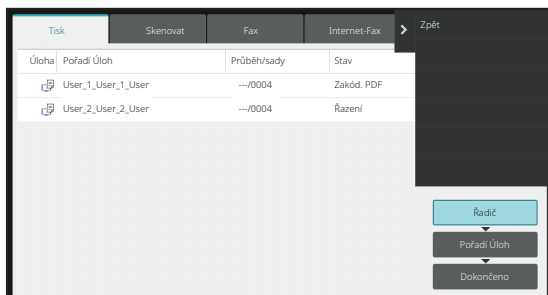 Tisk Skenovat Fax Internet-Fax
Zpět
Úloha Pořadí Úloh Průběh/sady Stav
User_1_User_1_User ---/0004 Zakód. PDF
User_2_User_2_User ---/0004 Řazení
Řadič
Pořadí Úloh
Dokončeno